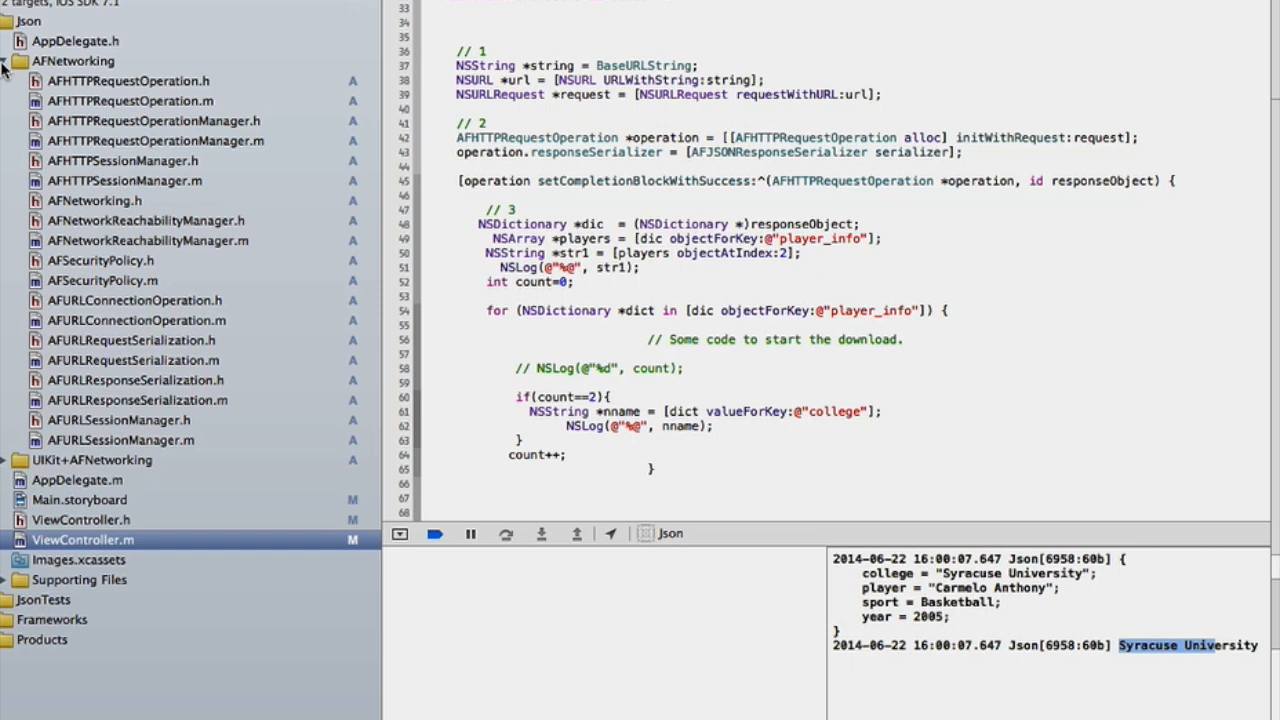 2 targets, iOS SDK 7.1
Json
AppDelegate.h
AFNetworking
AFHTTPRequestOperation.h A
AFHTTPRequestOperation.m A
AFHTTPRequestOperationManager.h A
AFHTTPRequestOperationManager.m A
AFHTTPSessionManager.h A
AFHTTPSessionManager.m A
AFNetworking.h A
AFNetworkReachabilityManager.h A
AFNetworkReachabilityManager.m A
AFSecurityPolicy.h A
AFSecurityPolicy.m A
AFURLConnectionOperation.h A
AFURLConnectionOperation.m A
AFURLRequestSerialization.h A
AFURLRequestSerialization.m A
AFURLResponseSerialization.h A
AFURLResponseSerialization.m A
AFURLSessionManager.h A
AFURLSessionManager.m A
UIKit+AFNetworking A
AppDelegate.m
Main.storyboard M
ViewController.h M
ViewController.m M
Images.xcassets
Supporting Files
JsonTests
Frameworks
Products
33
34
35
36 // 1
37 NSString *string = BaseURLString;
38 NSURL *url = [NSURL URLWithString:string];
39 NSURLRequest *request = [NSURLRequest requestWithURL:url];
40
41 // 2
42 AFHTTPRequestOperation *operation = [[AFHTTPRequestOperation alloc] initWithRequest:request];
43 operation.responseSerializer = [AFJSONResponseSerializer serializer];
44
45 [operation setCompletionBlockWithSuccess:^(AFHTTPRequestOperation *operation, id responseObject) {
46
47 // 3
48 NSDictionary *dic  = (NSDictionary *)responseObject;
49 NSArray *players = [dic objectForKey:@"player_info"];
50 NSString *str1 = [players objectAtIndex:2];
51 NSLog(@"%@", str1);
52 int count=0;
53
54 for (NSDictionary *dict in [dic objectForKey:@"player_info"]) {
55
56 // Some code to start the download.
57
58 // NSLog(@"%d", count);
59
60 if(count==2){
61 NSString *nname = [dict valueForKey:@"college"];
62 NSLog(@"%@", nname);
63 }
64 count++;
65 }
66
67
68
Json
2014-06-22 16:00:07.647 Json[6958:60b] {
college = "Syracuse University";
player = "Carmelo Anthony";
sport = Basketball;
year = 2005;
}
2014-06-22 16:00:07.647 Json[6958:60b] Syracuse University